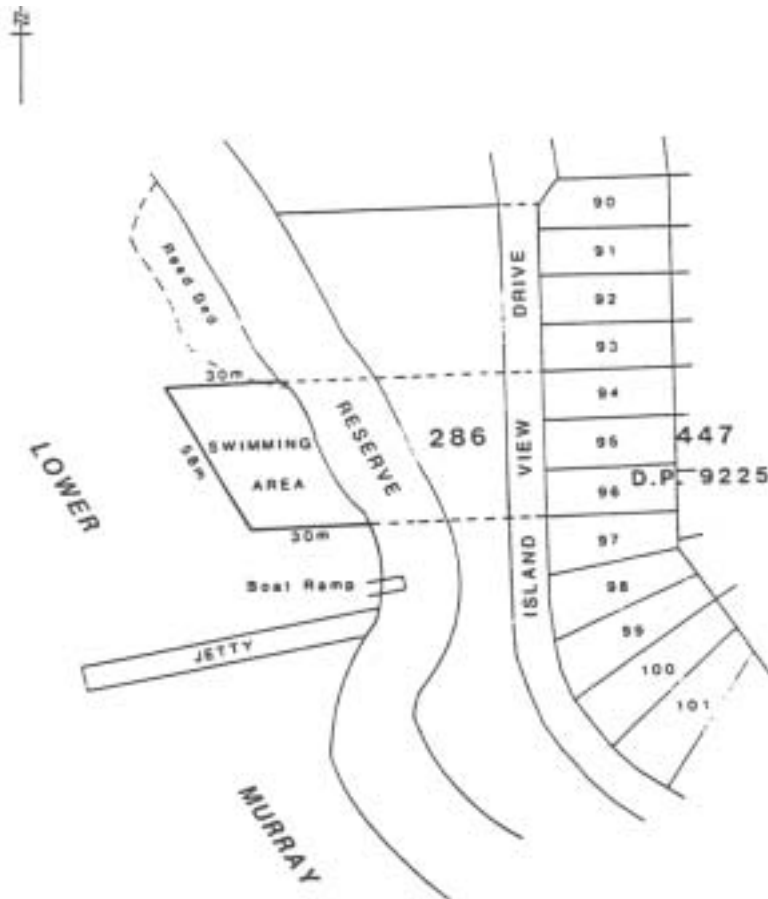 90
91
92
DRIVE
Reed Bed
93
30m
94
RESERVE
286
VIEW
95
447
SWIMMING
AREA
58m
LOWER
96
D.P. 9225
30m
97
ISLAND
Boat Ramp
98
99
JETTY
100
101
MURRAY